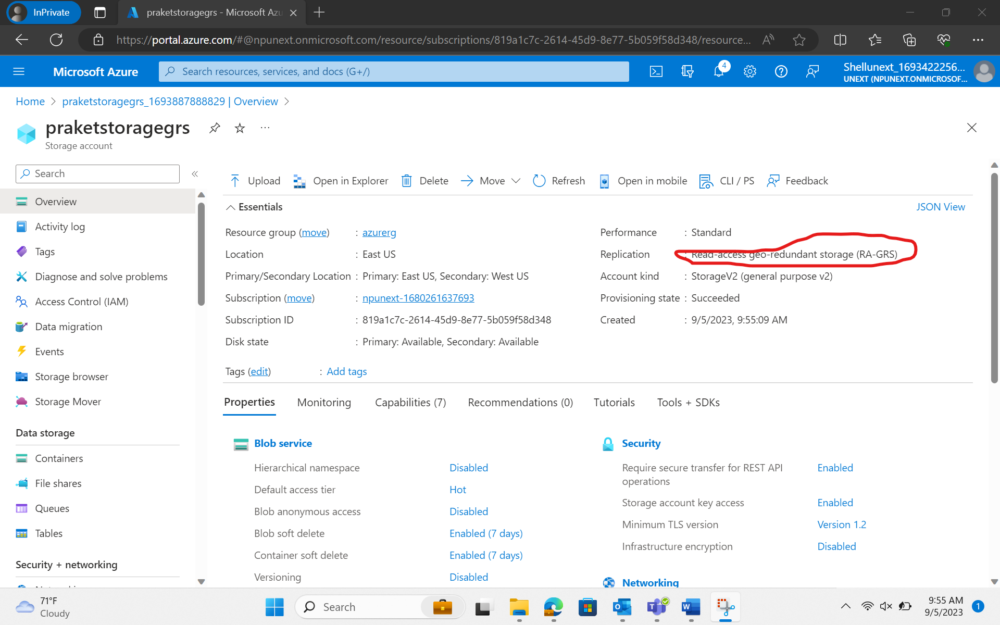 InPrivate
praketstoragegrs - Microsoft Azu
https://portal.azure.com/#@npunext.onmicrosoft.com/resource/subscriptions/819a1c7c-2614-45d9-8e77-5b059f58d348/resource...
Microsoft Azure
Search resources, services, and docs (G+/)
4
Shellunext_1693422256...
UNEXT (NPUNEXT.ONMICROSOF...
Home > praketstoragegrs_1693887888829 | Overview >
praketstoragegrs
Storage account
Search
Overview
Activity log
Tags
Diagnose and solve problems
Access Control (IAM)
Data migration
Events
Storage browser
Storage Mover
Data storage
Containers
File shares
Queues
Tables
Security + networking
Upload Open in Explorer Delete Move Refresh Open in mobile CLI / PS Feedback
Essentials
JSON View
Resource group (move) : azurerg
Location : East US
Primary/Secondary Location : Primary: East US, Secondary: West US
Subscription (move) : npunext-1680261637693
Subscription ID : 819a1c7c-2614-45d9-8e77-5b059f58d348
Disk state : Primary: Available, Secondary: Available
Performance : Standard
Replication : Read-access geo-redundant storage (RA-GRS)
Account kind : StorageV2 (general purpose v2)
Provisioning state : Succeeded
Created : 9/5/2023, 9:55:09 AM
Tags (edit) : Add tags
Properties Monitoring Capabilities (7) Recommendations (0) Tutorials Tools + SDKs
Blob service
Hierarchical namespace Disabled
Default access tier Hot
Blob anonymous access Disabled
Blob soft delete Enabled (7 days)
Container soft delete Enabled (7 days)
Versioning Disabled
Security
Require secure transfer for REST API operations Enabled
Storage account key access Enabled
Minimum TLS version Version 1.2
Infrastructure encryption Disabled
Networking
71°F
Cloudy
Search
9:55 AM
9/5/2023
1